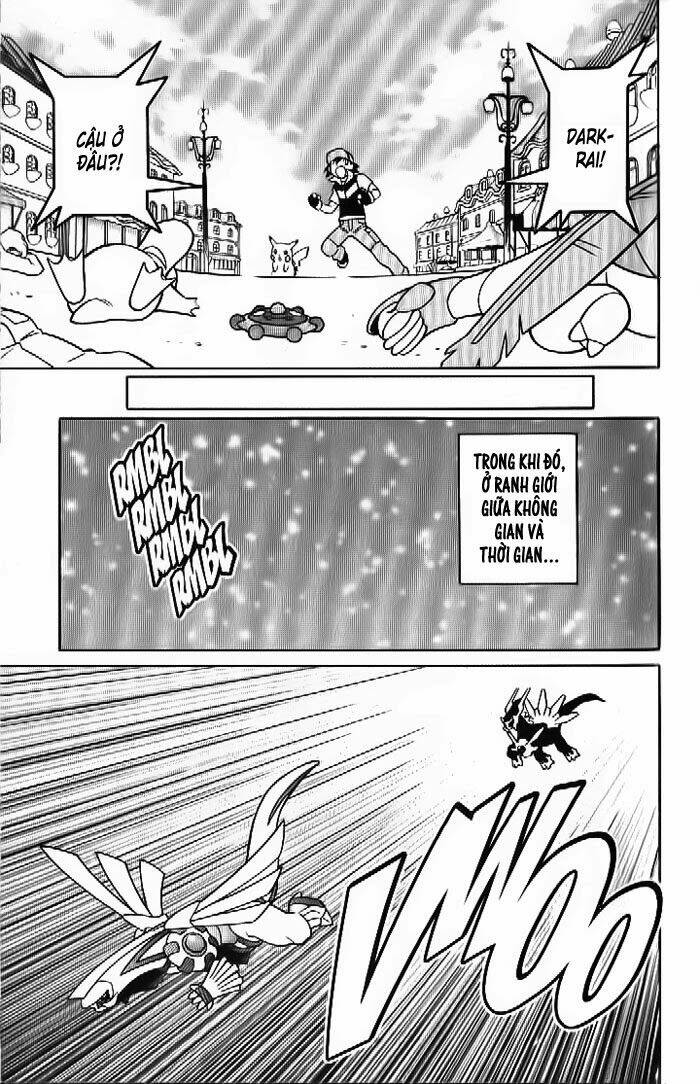 DARK-
RAI!
CẬU Ở
ĐÂU?!
TRONG KHI ĐÓ,
Ở RANH GIỚI
GIỮA KHÔNG
GIAN VÀ
THỜI GIAN...
RMBL
RMBL
RMBL
RMBL
VWOO